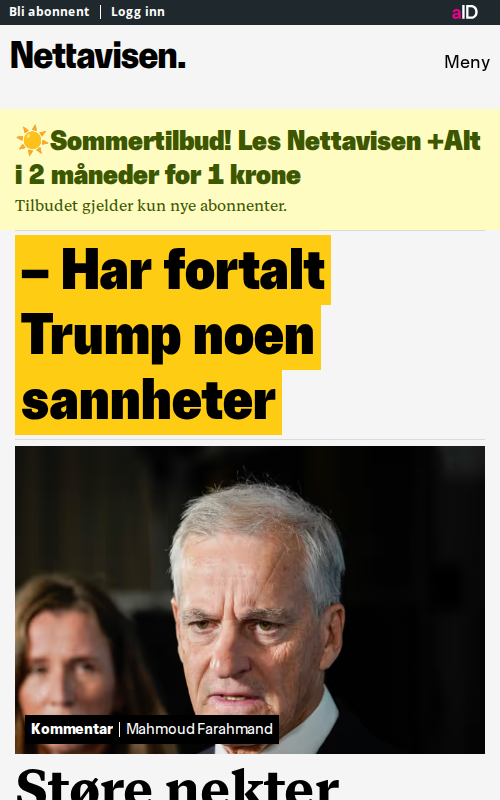 Bli abonnent | Logg inn
aID
Nettavisen.
Meny
☀️Sommertilbud! Les Nettavisen +Alt
i 2 måneder for 1 krone
Tilbudet gjelder kun nye abonnenter.
– Har fortalt
Trump noen
sannheter
Kommentar | Mahmoud Farahmand
Støre nekter